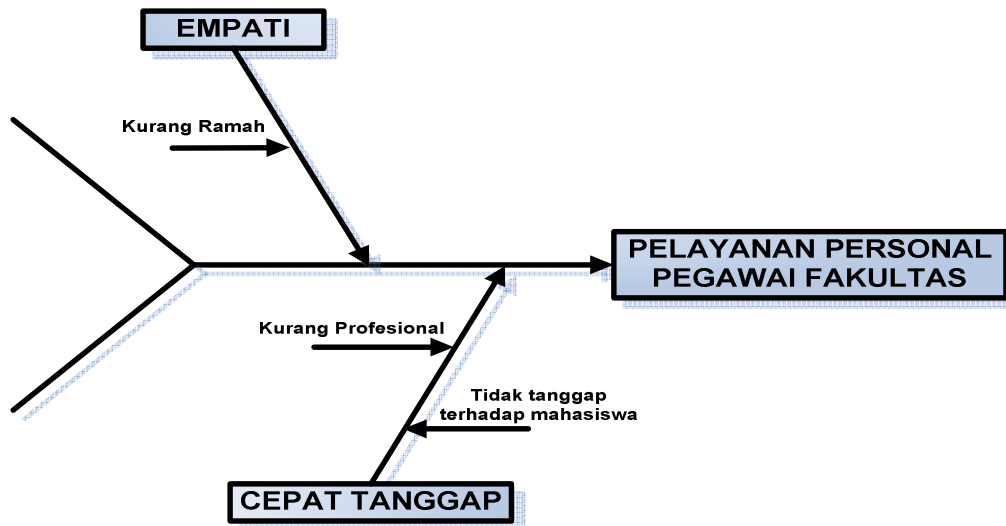 EMPATI
Kurang Ramah
PELAYANAN PERSONAL
PEGAWAI FAKULTAS
Kurang Profesional
Tidak tanggap
terhadap mahasiswa
CEPAT TANGGAP